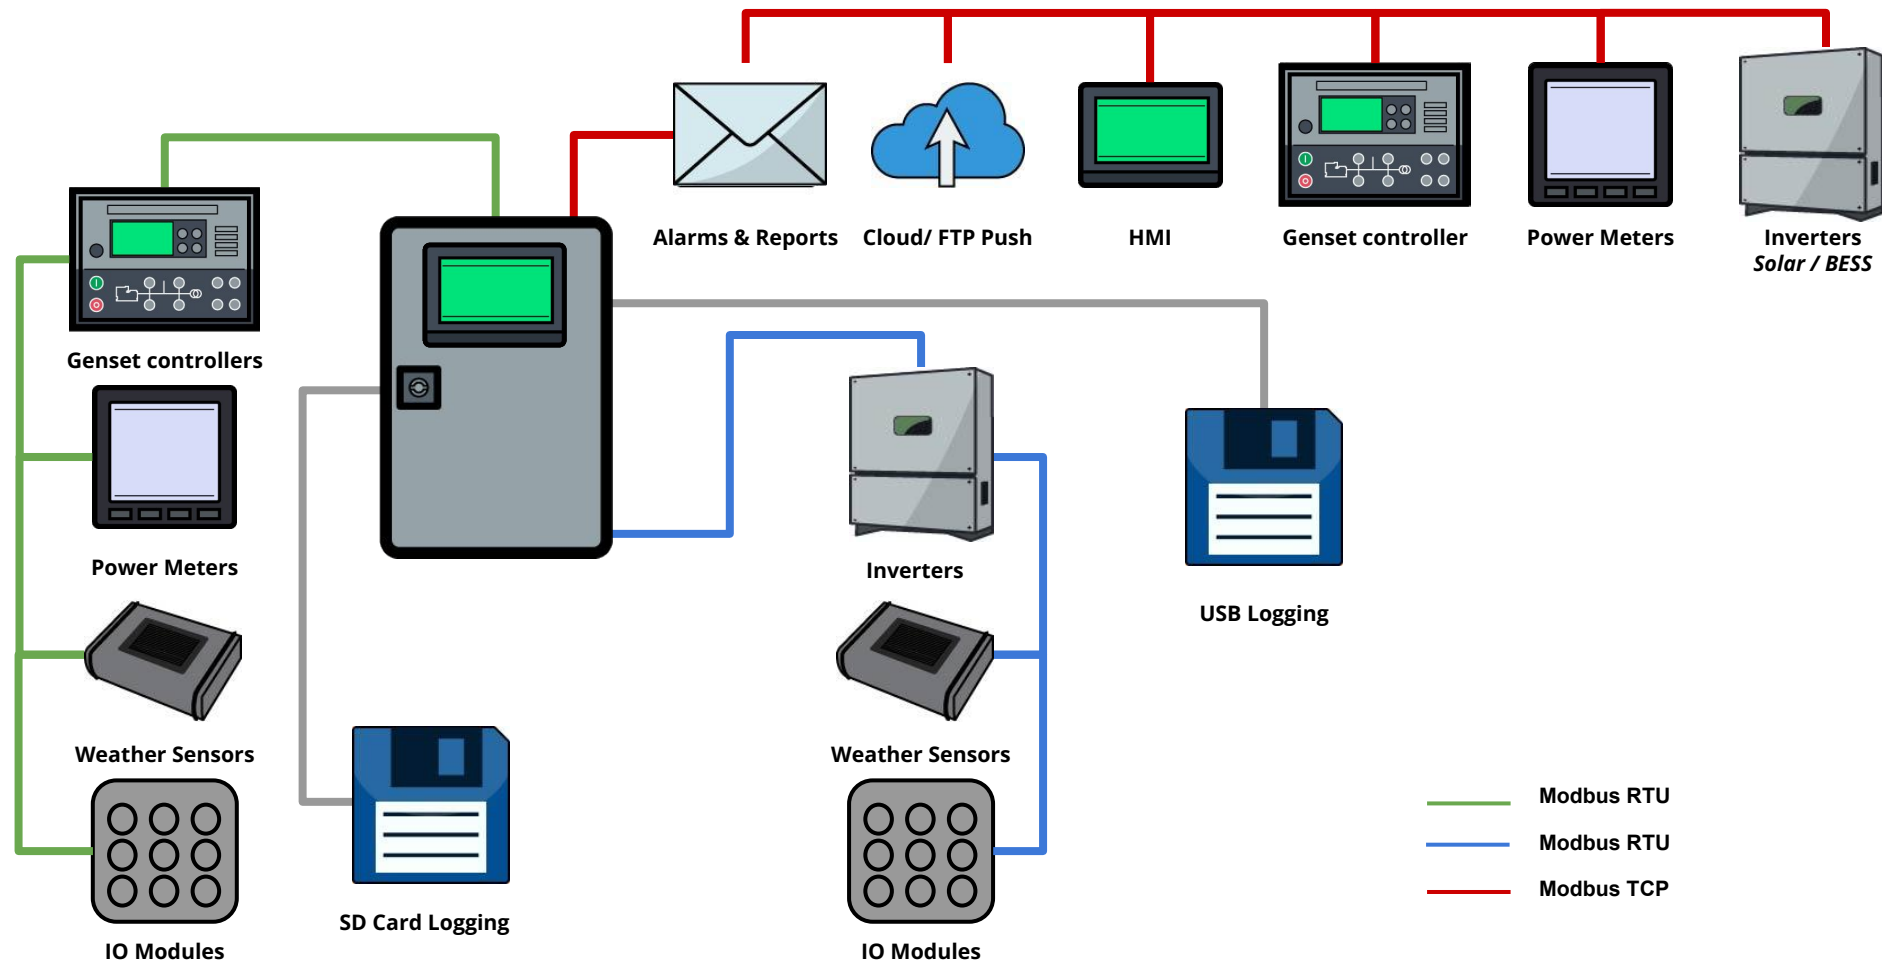 Alarms & Reports
Cloud/ FTP Push
HMI
Genset controller
Power Meters
Inverters
Solar / BESS
Genset controllers
Power Meters
Weather Sensors
IO Modules
SD Card Logging
Inverters
Weather Sensors
IO Modules
USB Logging
Modbus RTU
Modbus RTU
Modbus TCP